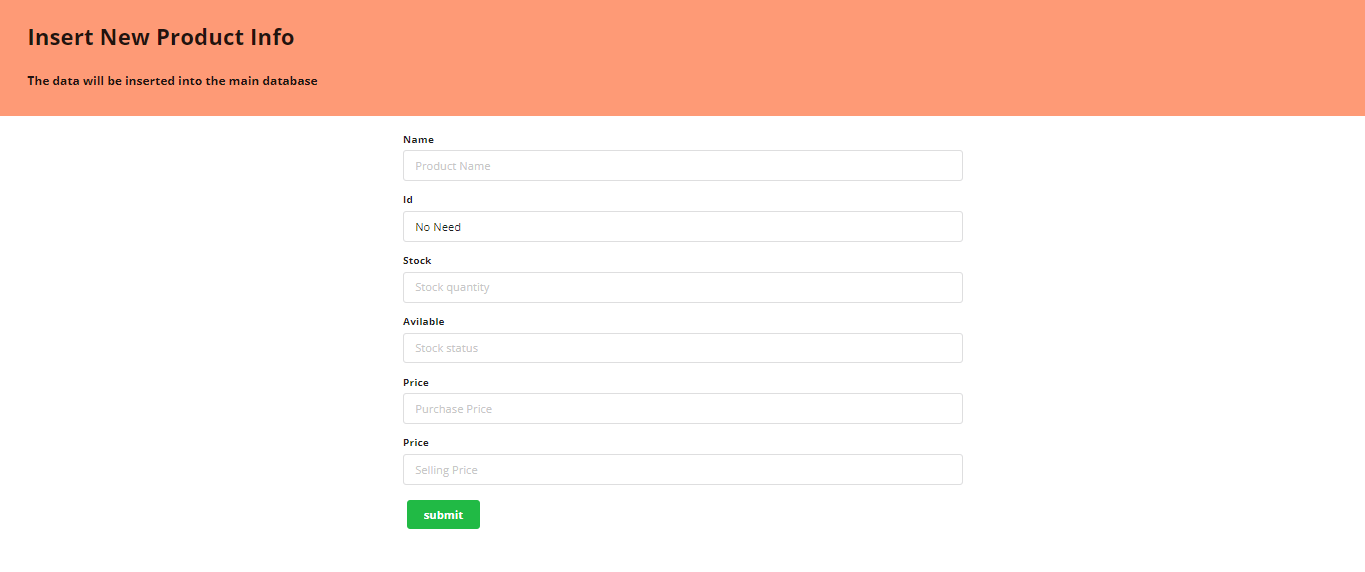 Insert New Product Info
The data will be inserted into the main database
Name
Product Name
Id
No Need
Stock
Stock quantity
Avilable
Stock status
Price
Purchase Price
Price
Selling Price
submit